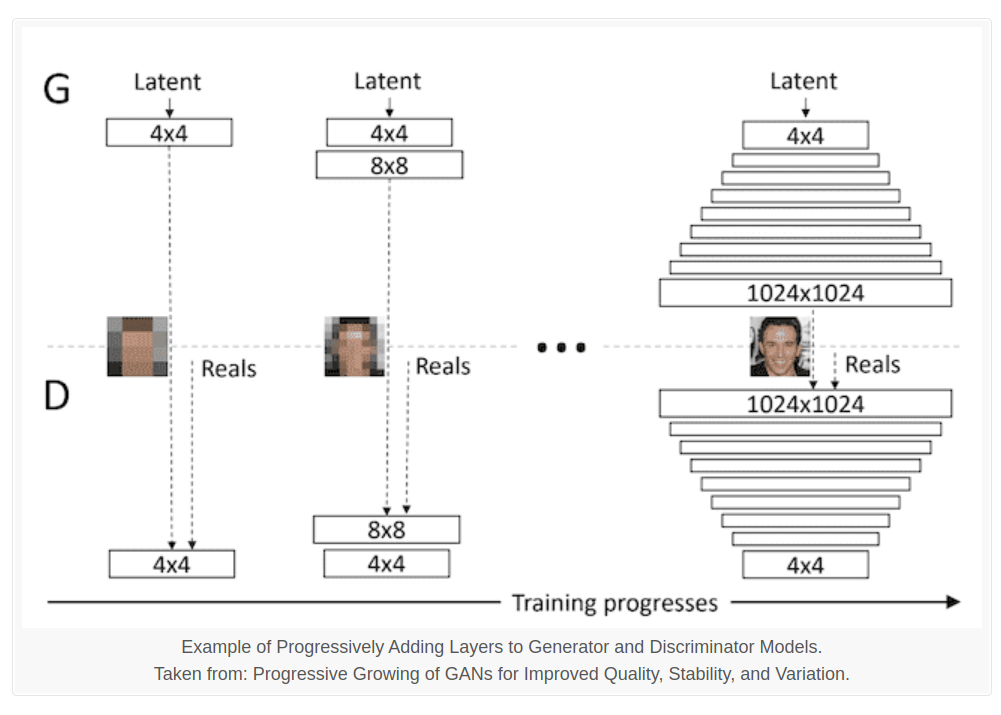 G
Latent
Latent
Latent
4x4
4x4
4x4
8x8
1024x1024
Reals
Reals
Reals
D
1024x1024
8x8
4x4
4x4
4x4
Training progresses
Example of Progressively Adding Layers to Generator and Discriminator Models.
Taken from: Progressive Growing of GANs for Improved Quality, Stability, and Variation.